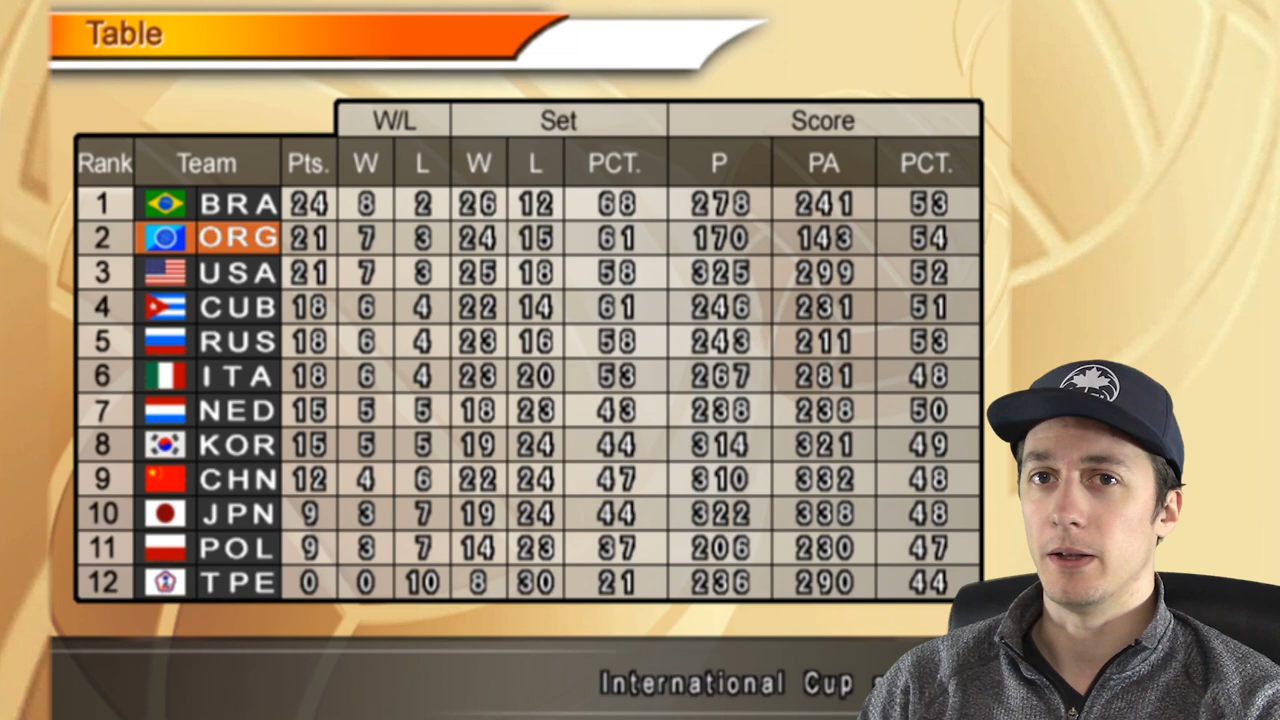 Table
W/L Set Score
Rank Team Pts. W L W L PCT. P PA PCT.
1 BRA 24 8 2 26 12 68 278 241 53
2 ORG 21 7 3 24 15 61 170 143 54
3 USA 21 7 3 25 18 58 325 299 52
4 CUB 18 6 4 22 14 61 246 231 51
5 RUS 18 6 4 23 16 58 243 211 53
6 ITA 18 6 4 23 20 53 267 281 48
7 NED 15 5 5 18 23 43 238 238 50
8 KOR 15 5 5 19 24 44 314 321 49
9 CHN 12 4 6 22 24 47 310 332 48
10 JPN 9 3 7 19 24 44 322 338 48
11 POL 9 3 7 14 23 37 206 230 47
12 TPE 0 0 10 8 30 21 236 290 44
International Cup